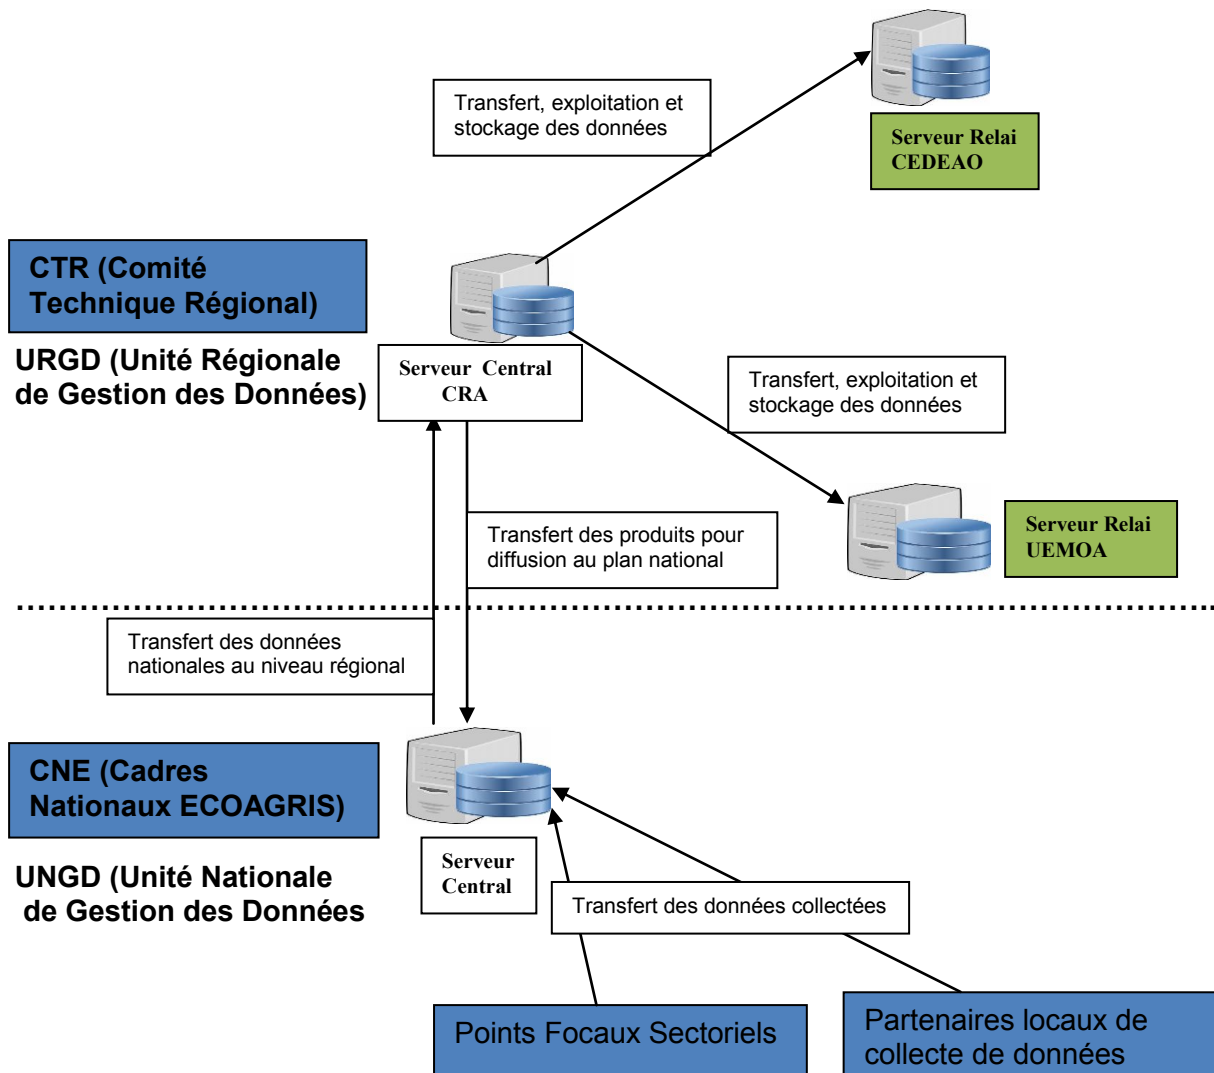 Transfert, exploitation et
stockage des données
Serveur Relai
CEDEAO
CTR (Comité
Technique Régional)
URGD (Unité Régionale
de Gestion des Données)
Serveur Central
CRA
Transfert, exploitation et
stockage des données
Serveur Relai
UEMOA
Transfert des produits pour
diffusion au plan national
Transfert des données
nationales au niveau régional
CNE (Cadres
Nationaux ECOAGRIS)
UNGD (Unité Nationale
de Gestion des Données
Serveur
Central
Transfert des données collectées
Points Focaux Sectoriels
Partenaires locaux de
collecte de données